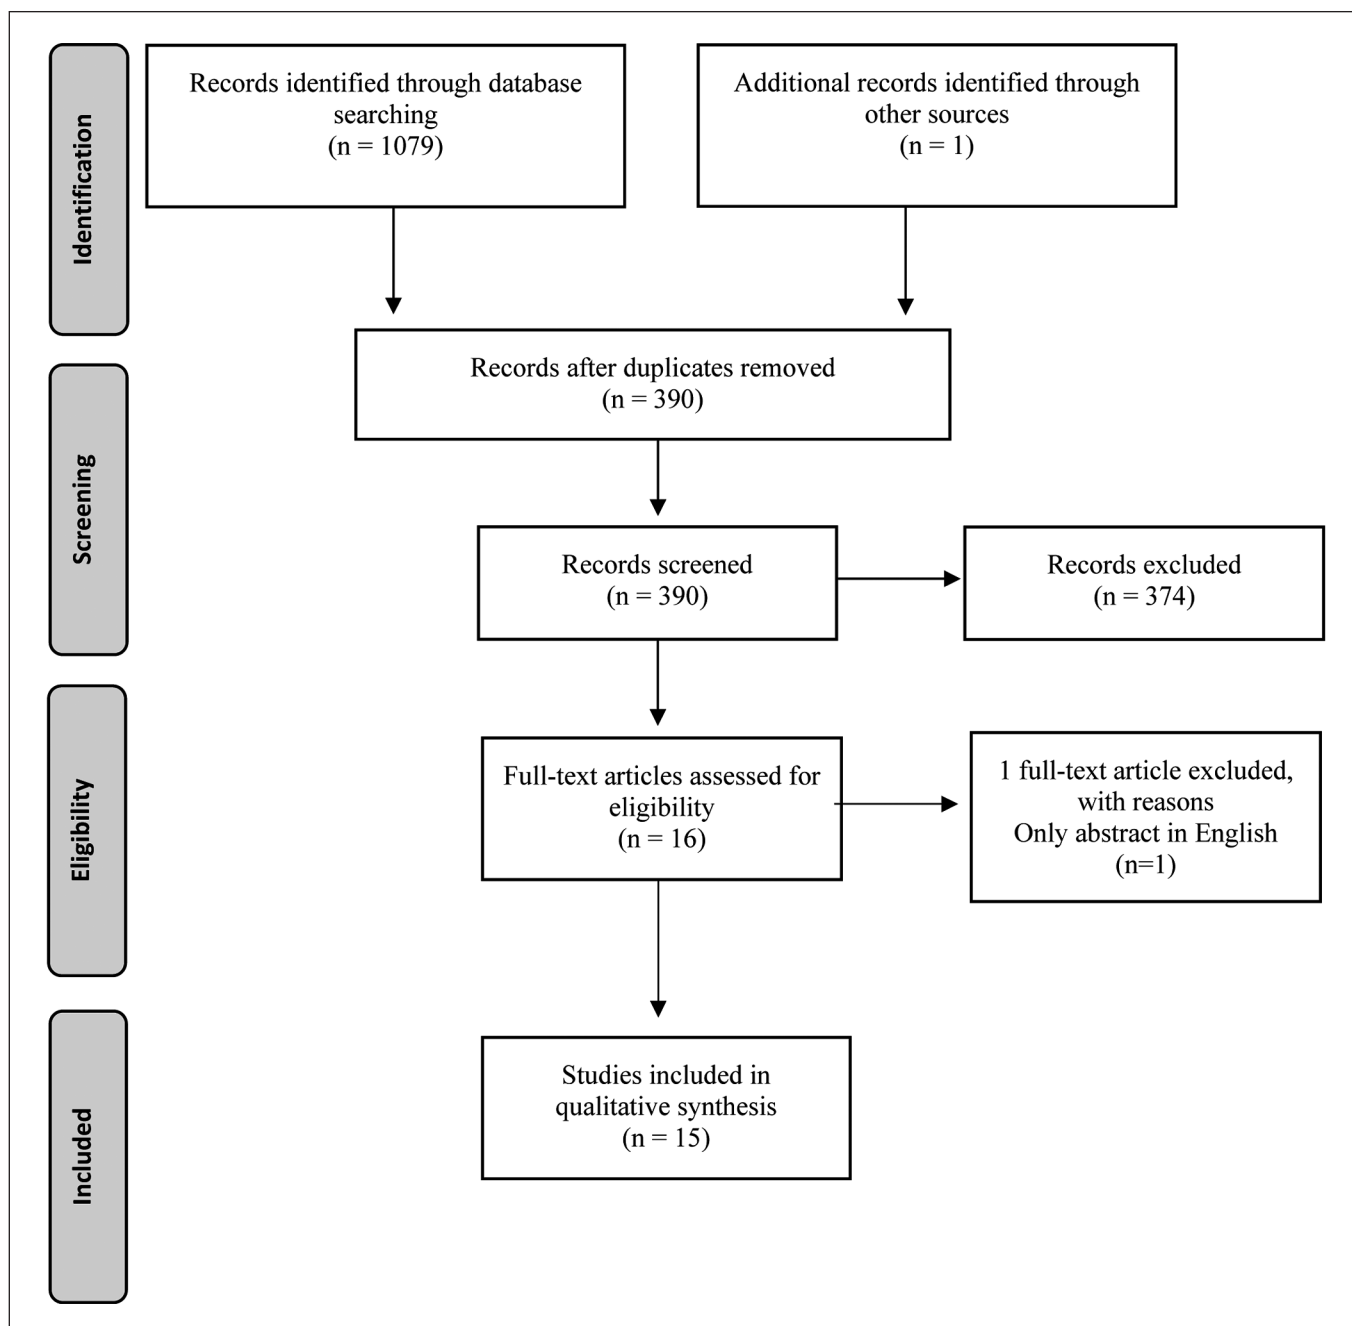 Identification
Records identified through database
searching
(n = 1079)
Additional records identified through
other sources
(n = 1)
Screening
Records after duplicates removed
(n = 390)
Records screened
(n = 390)
Records excluded
(n = 374)
Eligibility
Full-text articles assessed for
eligibility
(n = 16)
1 full-text article excluded,
with reasons
Only abstract in English
(n=1)
Included
Studies included in
qualitative synthesis
(n = 15)